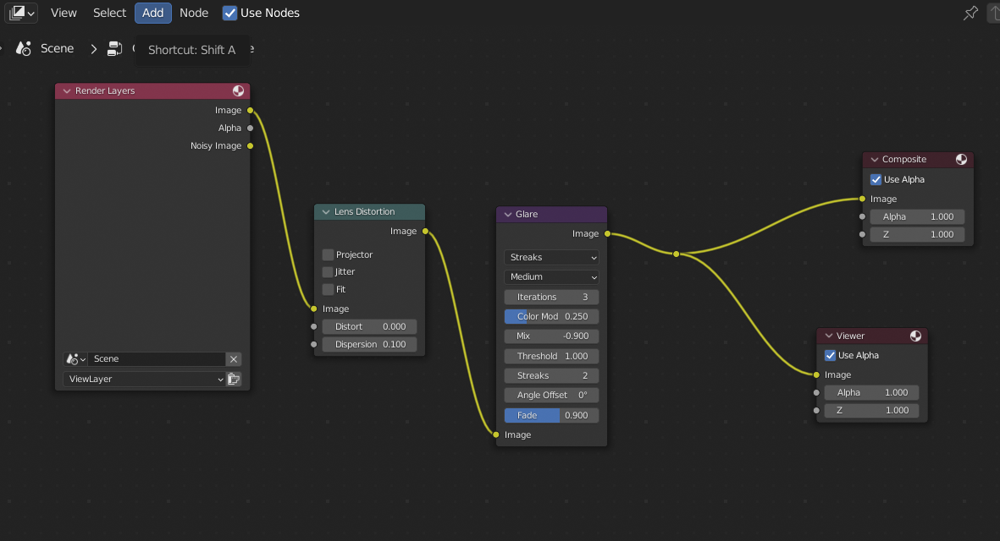 View Select Add Node Use Nodes
Scene
Shortcut: Shift A
Render Layers
Image
Alpha
Noisy Image
Scene
ViewLayer
Lens Distortion
Image
Projector
Jitter
Fit
Image
Distort 0.000
Dispersion 0.100
Glare
Image
Streaks
Medium
Iterations 3
Color Mod 0.250
Mix -0.900
Threshold 1.000
Streaks 2
Angle Offset 0°
Fade 0.900
Image
Composite
Use Alpha
Image
Alpha 1.000
Z 1.000
Viewer
Use Alpha
Image
Alpha 1.000
Z 1.000